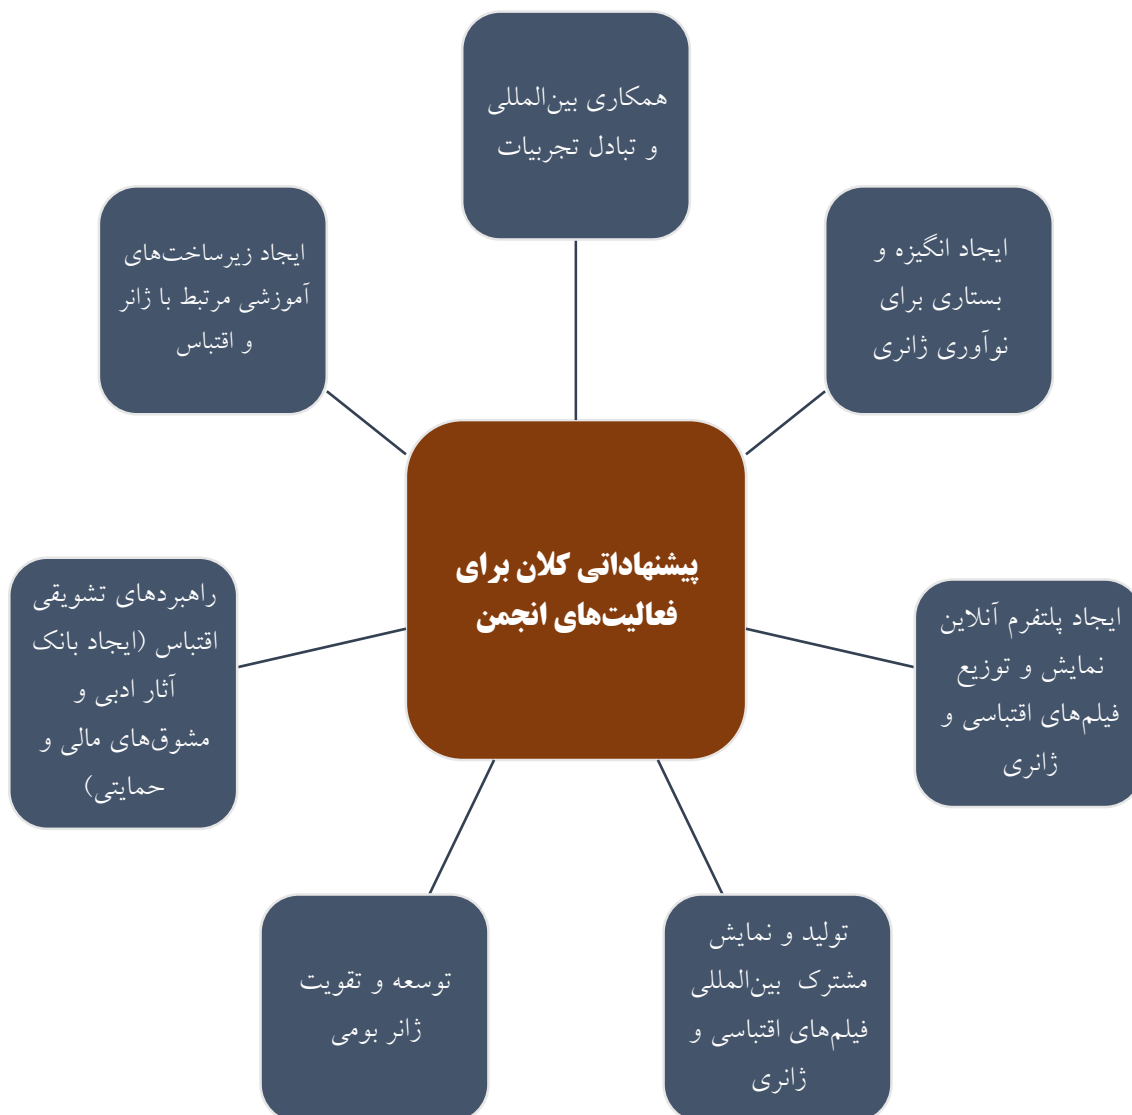 همکاری بین‌المللی
و تبادل تجربیات
ایجاد انگیزه و
بستاری برای
نوآوری ژانری
ایجاد پلتفرم آنلاین
نمایش و توزیع
فیلم‌های اقتباسی و
ژانری
تولید و نمایش
مشترک بین‌المللی
فیلم‌های اقتباسی و
ژانری
توسعه و تقویت
ژانر بومی
راهبردهای تشویقی
اقتباس (ایجاد بانک
آثار ادبی و
مشوق‌های مالی و
حمایتی)
ایجاد زیرساخت‌های
آموزشی مرتبط با ژانر
و اقتباس
پیشنهاداتی کلان برای
فعالیت‌های انجمن